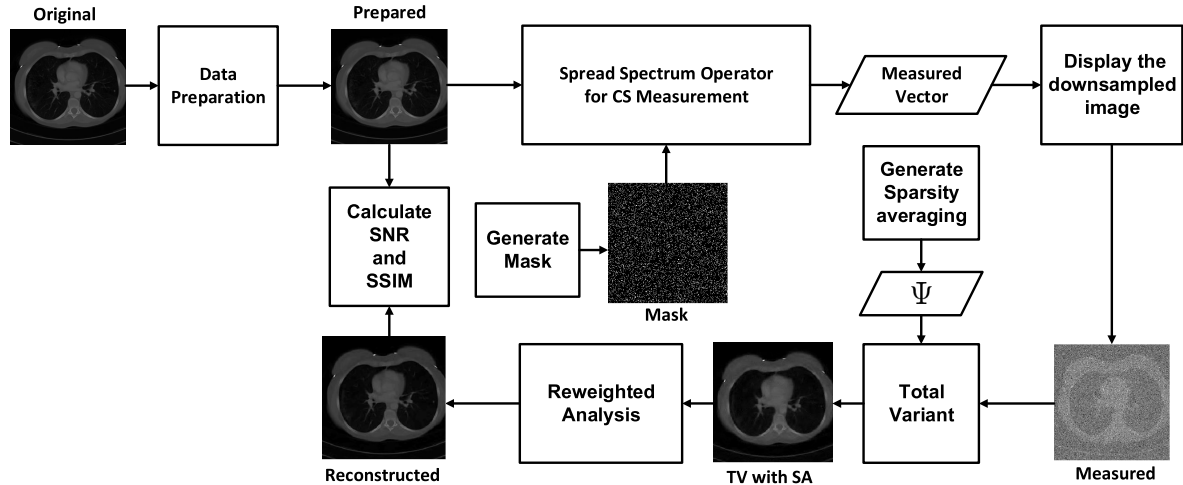 Original
Data
Preparation
Prepared
Spread Spectrum Operator
for CS Measurement
Measured
Vector
Display the
downsampled
image
Calculate
SNR
and
SSIM
Generate
Mask
Mask
Generate
Sparsity
averaging
Ψ
Reconstructed
Reweighted
Analysis
TV with SA
Total
Variant
Measured